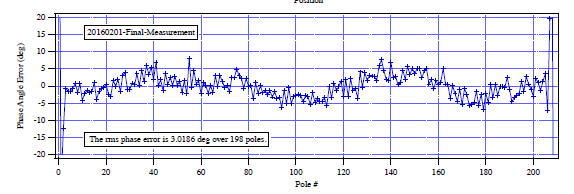 Position
20
15
10
5
0
-5
-10
-15
-20
Phase Angle Error (deg)
20160201-Final-Measurement
The rms phase error is 3.0186 deg over 198 poles.
0 20 40 60 80 100 120 140 160 180 200
Pole #